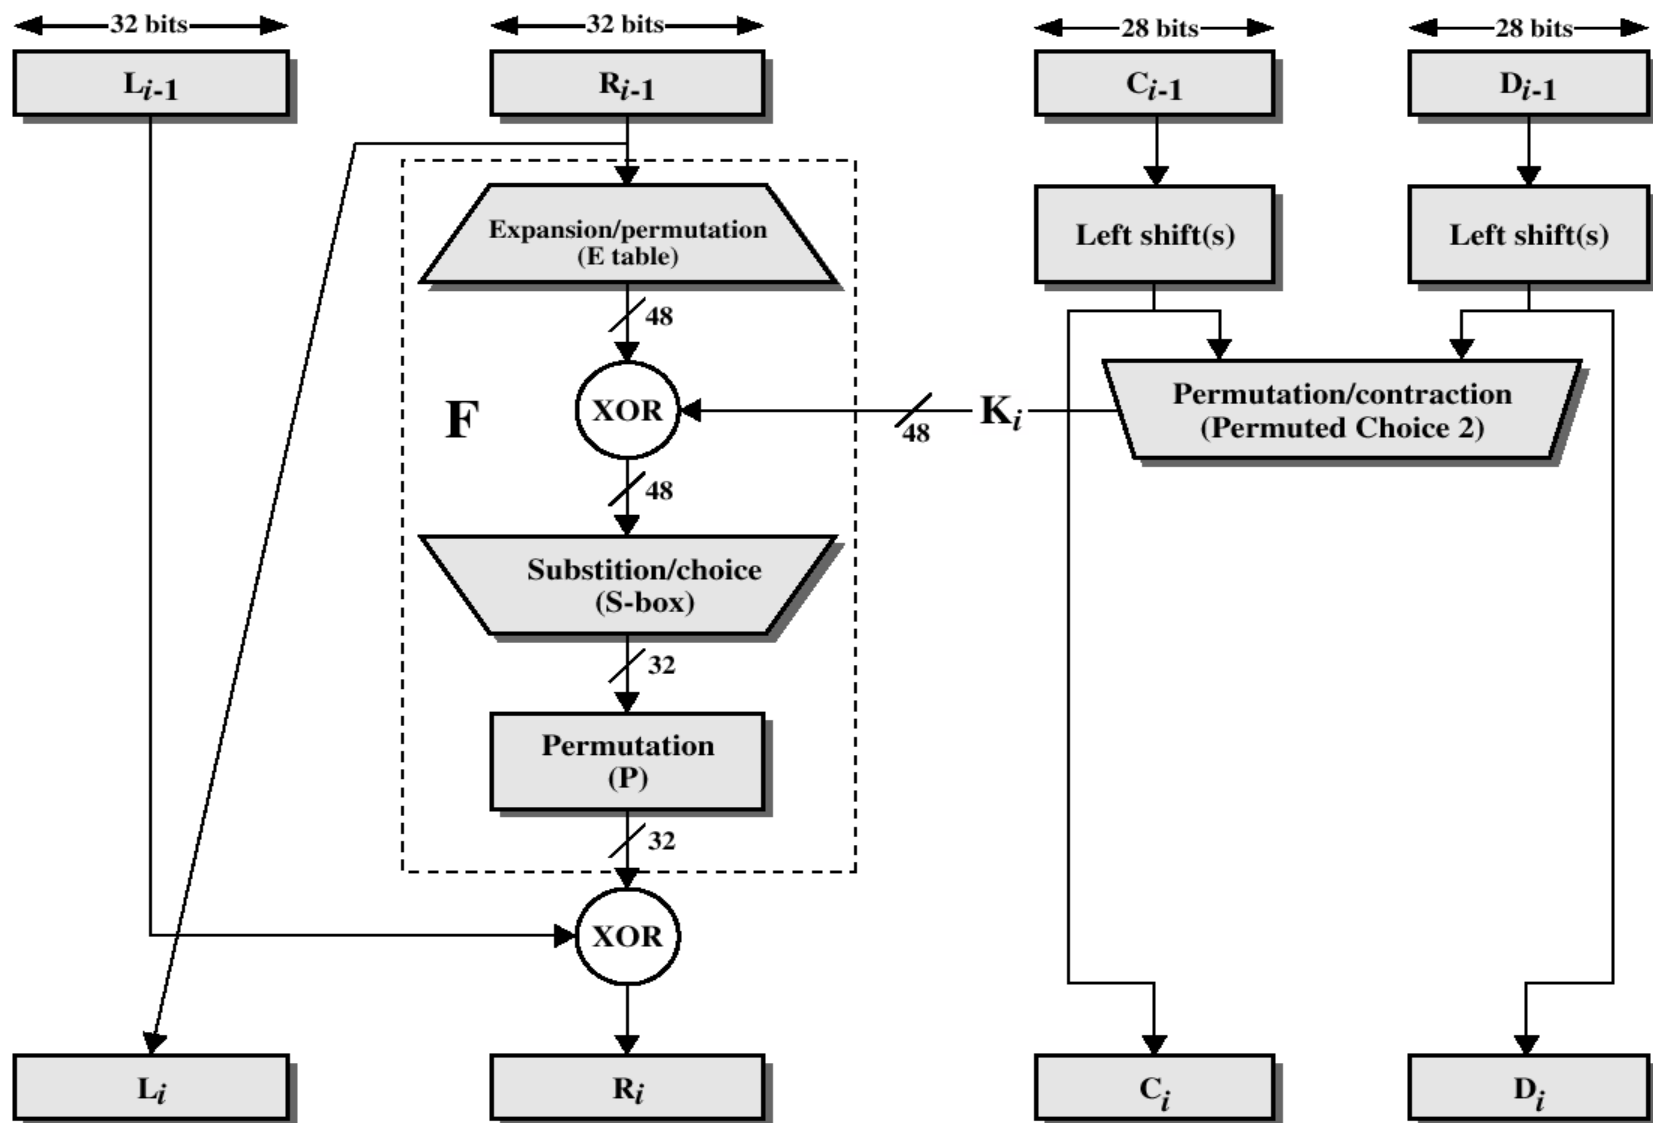 32 bits
32 bits
28 bits
28 bits
Li-1
Ri-1
Ci-1
Di-1
Expansion/permutation
(E table)
Left shift(s)
Left shift(s)
48
F
XOR
48
Ki
Permutation/contraction
(Permuted Choice 2)
48
Substition/choice
(S-box)
32
Permutation
(P)
32
XOR
Li
Ri
Ci
Di